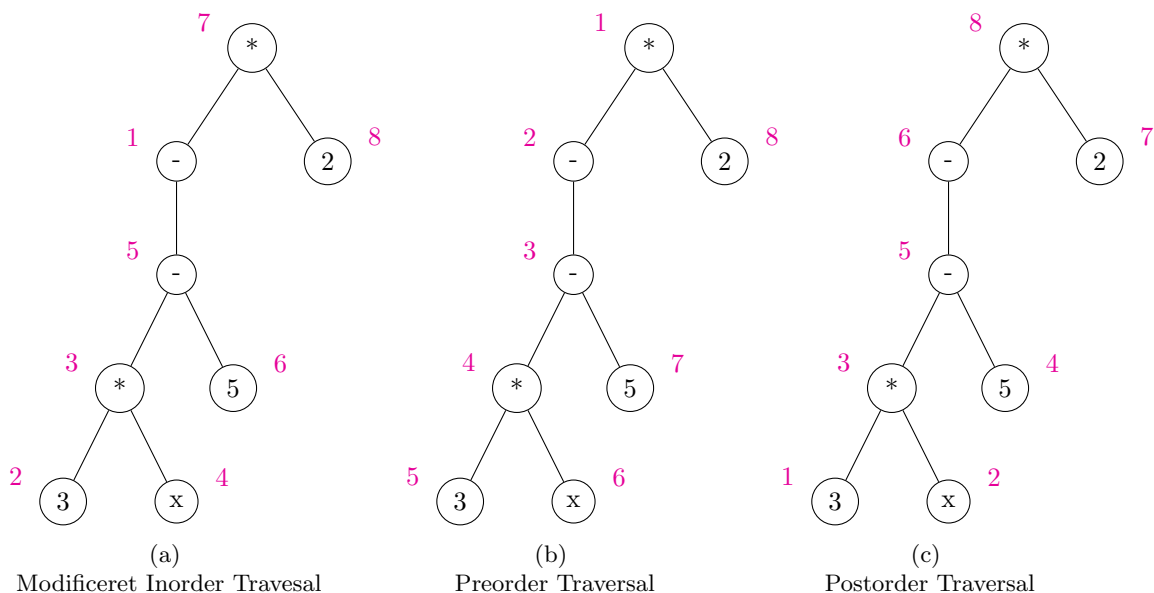 7 * 1 * 8 *
1 - 2 8 2 - 2 8 6 - 2 7
5 - 3 - 5 -
3 * 5 6 4 * 5 7 3 * 5 4
2 3 x 4 5 3 x 6 1 3 x 2
(a) (b) (c)
Modificeret Inorder Travesal Preorder Traversal Postorder Traversal